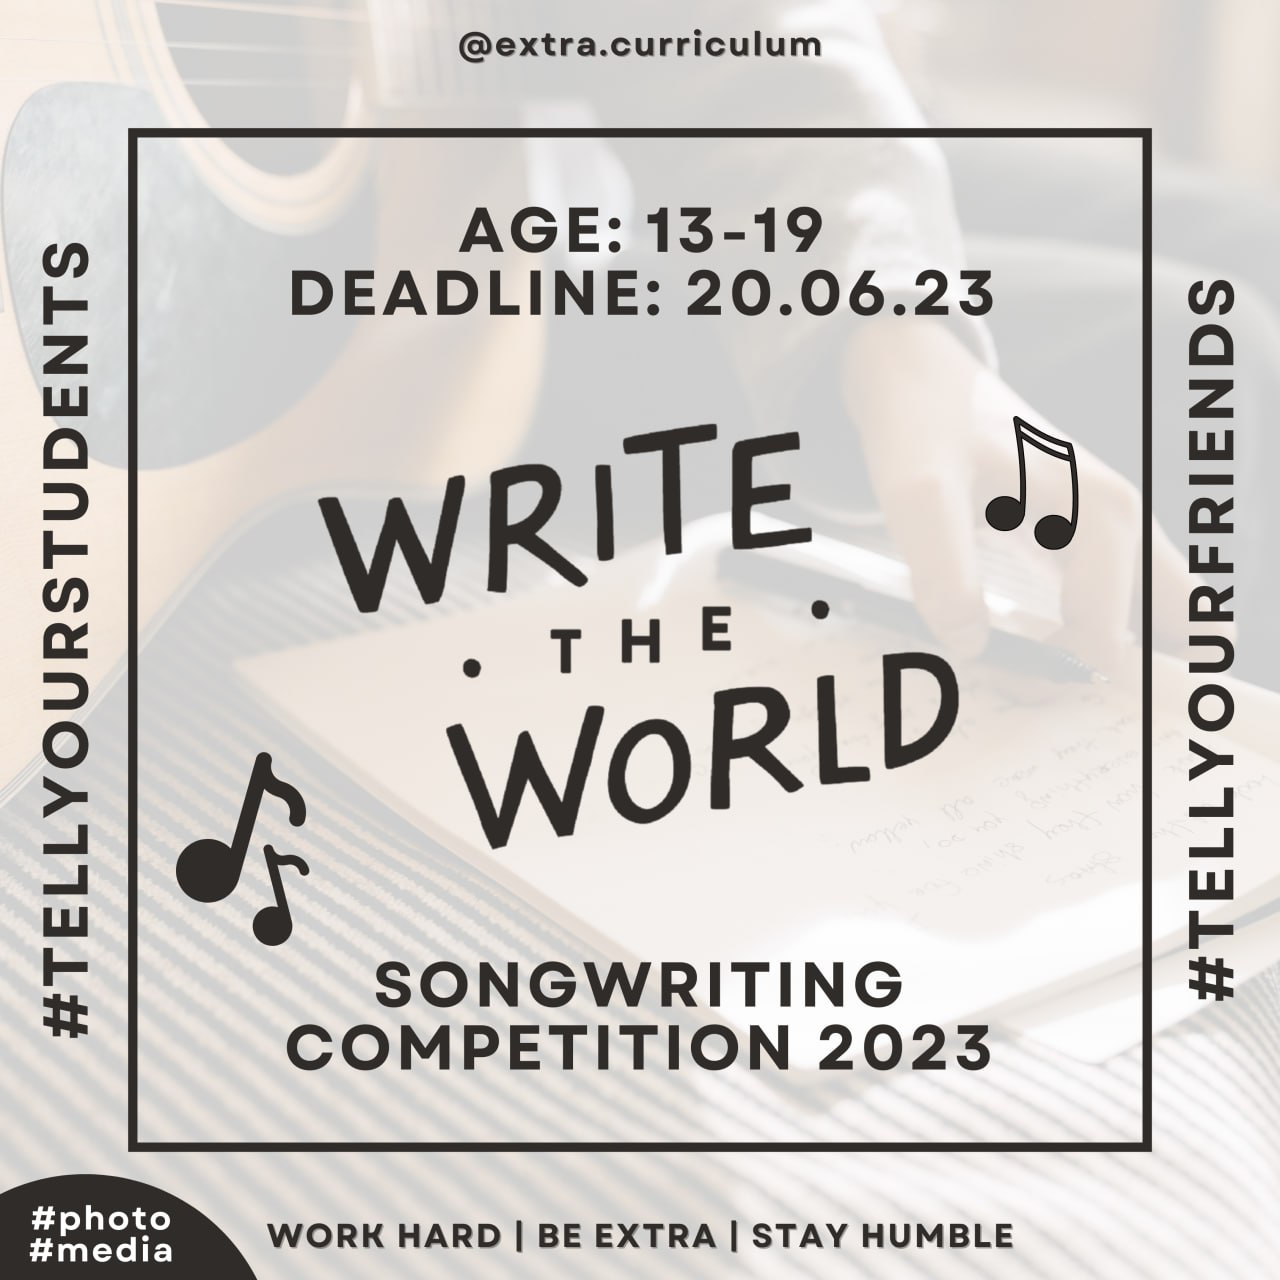 @extra.curriculum
AGE: 13-19
DEADLINE: 20.06.23
#TELLYOURSTUDENTS
#TELLYOURFRIENDS
WRITE
• THE •
WORLD
SONGWRITING
COMPETITION 2023
#photo
#media
WORK HARD | BE EXTRA | STAY HUMBLE